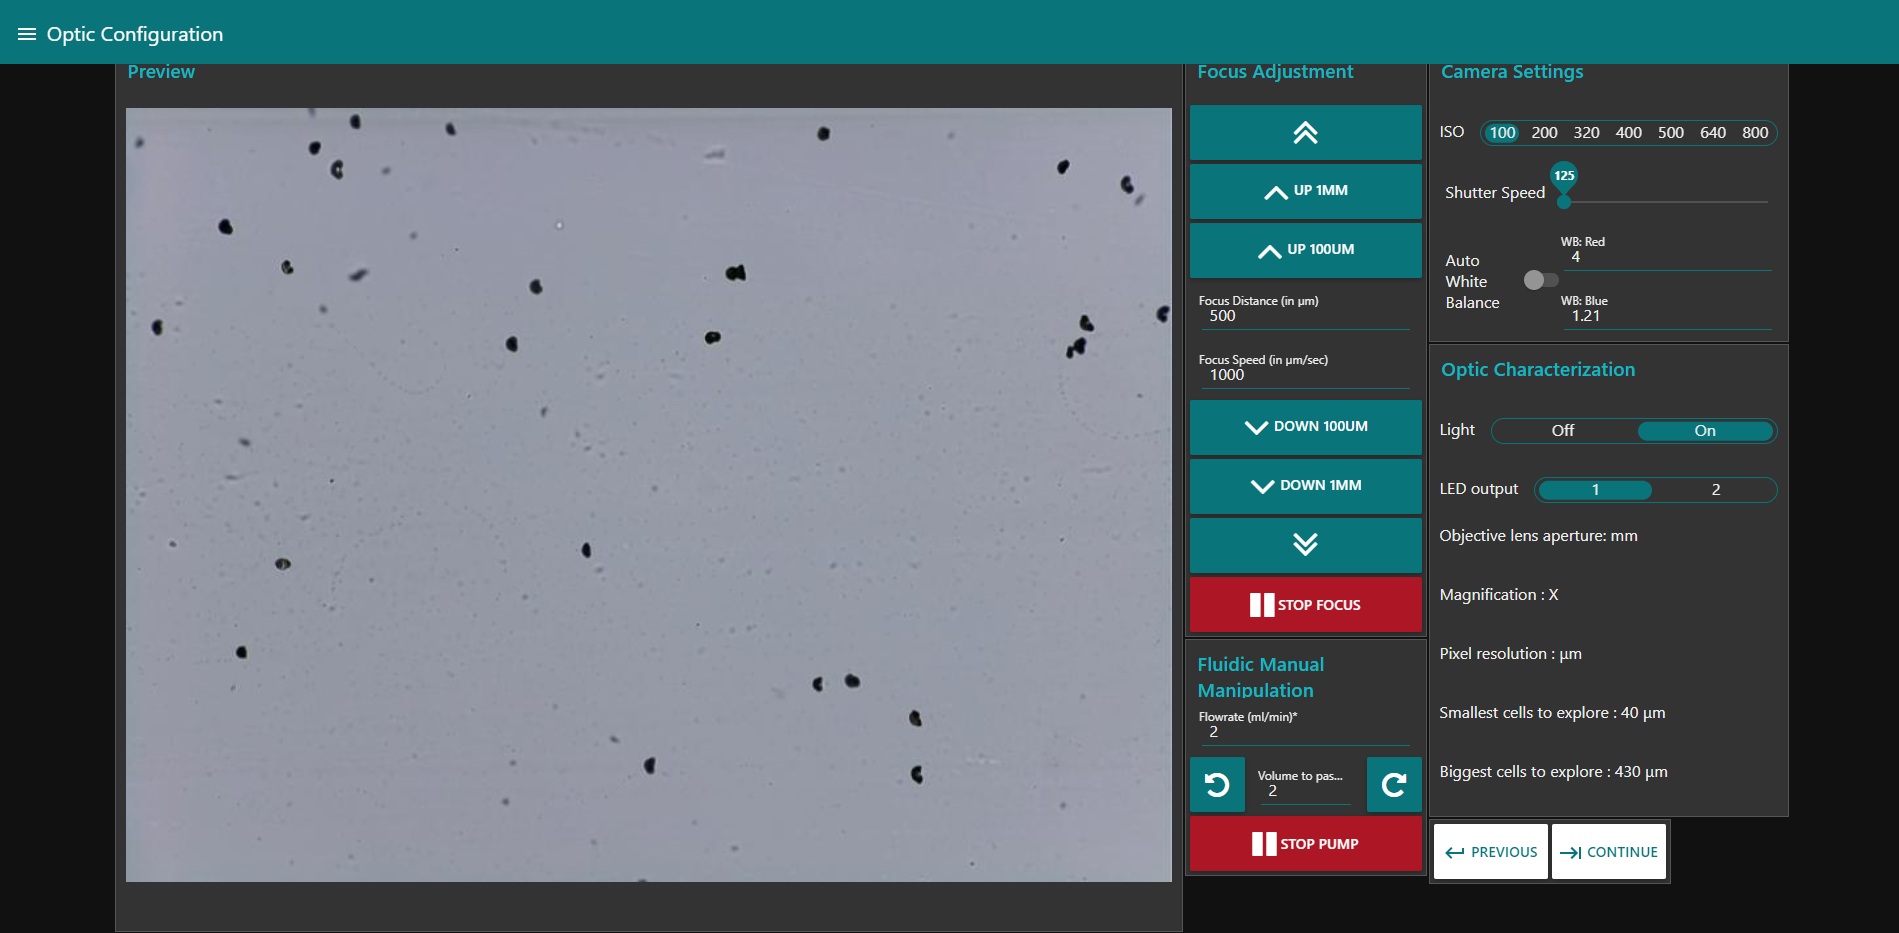 Optic Configuration
Preview
Focus Adjustment
UP 1MM
UP 100UM
Focus Distance (in µm)
500
Focus Speed (in µm/sec)
1000
DOWN 100UM
DOWN 1MM
STOP FOCUS
Fluidic Manual
Manipulation
Flowrate (ml/min)*
2
Volume to pas...
2
STOP PUMP
Camera Settings
ISO 100 200 320 400 500 640 800
Shutter Speed 125
Auto
White
Balance
WB: Red
4
WB: Blue
1.21
Optic Characterization
Light Off On
LED output 1 2
Objective lens aperture: mm
Magnification : X
Pixel resolution : µm
Smallest cells to explore : 40 µm
Biggest cells to explore : 430 µm
PREVIOUS CONTINUE